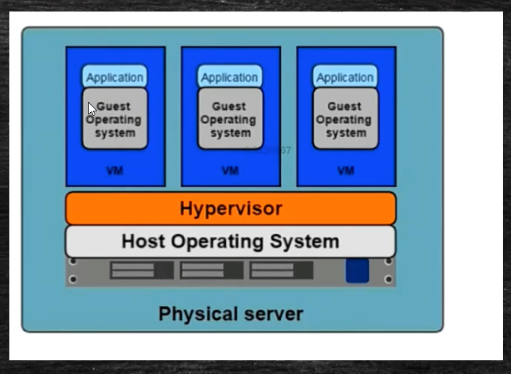 Application
Guest
Operating
system
VM
Application
Guest
Operating
system
VM
Application
Guest
Operating
system
VM
Hypervisor
Host Operating System
Physical server